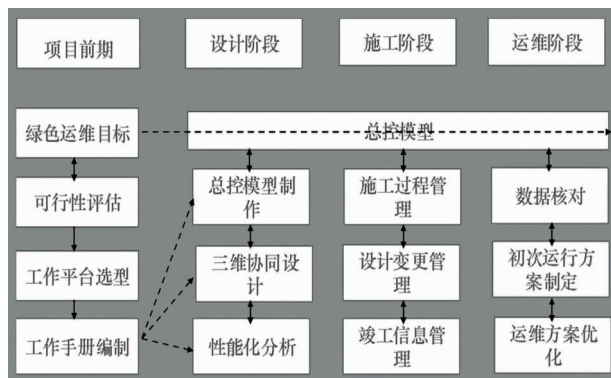 项目前期
设计阶段
施工阶段
运维阶段
绿色运维目标
总控模型
可行性评估
总控模型制
作
施工过程管
理
数据核对
工作平台选型
三维协同设
计
设计变更管
理
初次运行方
案制定
工作手册编制
性能化分析
竣工信息管
理
运维方案优
化